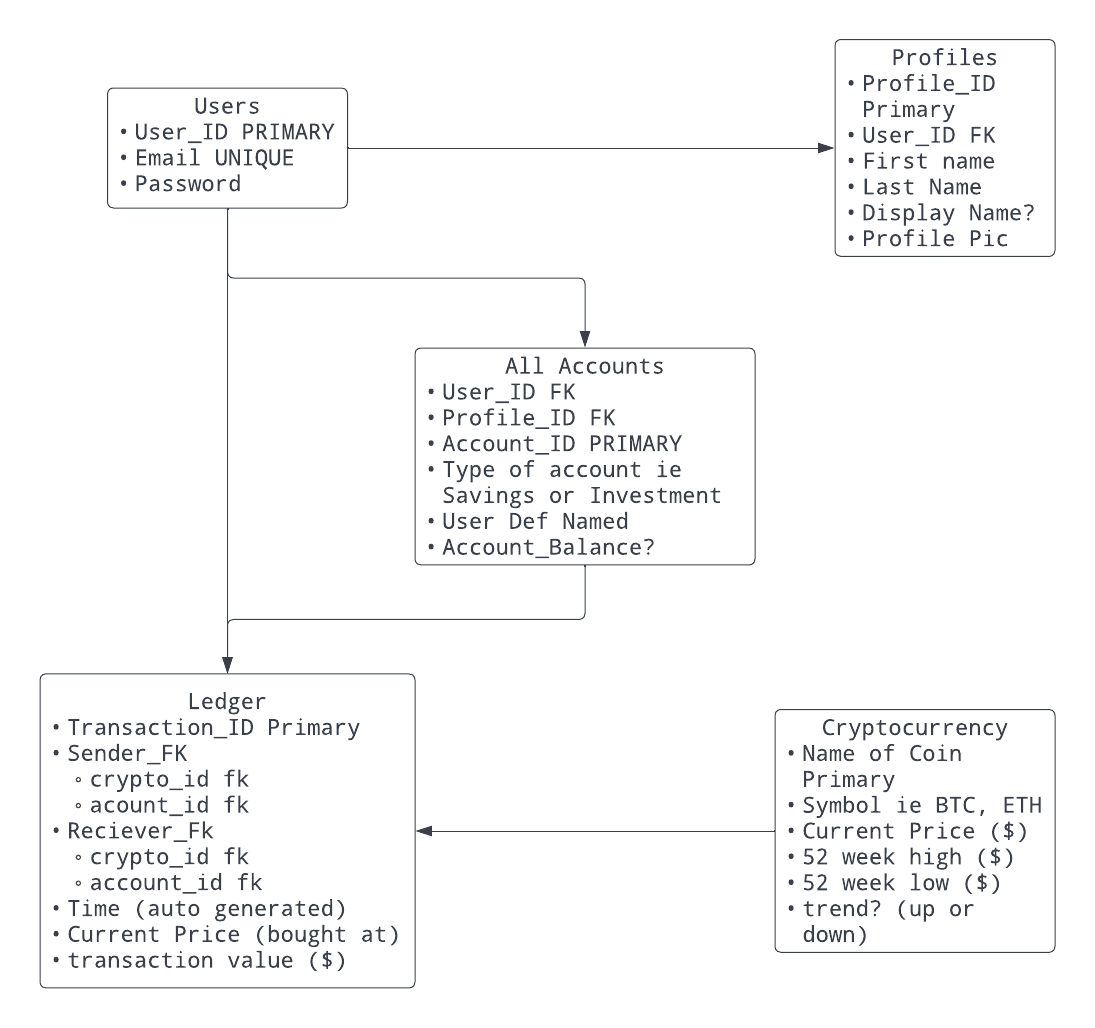 Users
• User_ID PRIMARY
• Email UNIQUE
• Password
Profiles
• Profile_ID
Primary
• User_ID FK
• First name
• Last Name
• Display Name?
• Profile Pic
All Accounts
• User_ID FK
• Profile_ID FK
• Account_ID PRIMARY
• Type of account ie
Savings or Investment
• User Def Named
• Account_Balance?
Ledger
• Transaction_ID Primary
• Sender_FK
◦ crypto_id fk
◦ acount_id fk
• Reciever_Fk
◦ crypto_id fk
◦ account_id fk
• Time (auto generated)
• Current Price (bought at)
• transaction value ($)
Cryptocurrency
• Name of Coin
Primary
• Symbol ie BTC, ETH
• Current Price ($)
• 52 week high ($)
• 52 week low ($)
• trend? (up or
down)